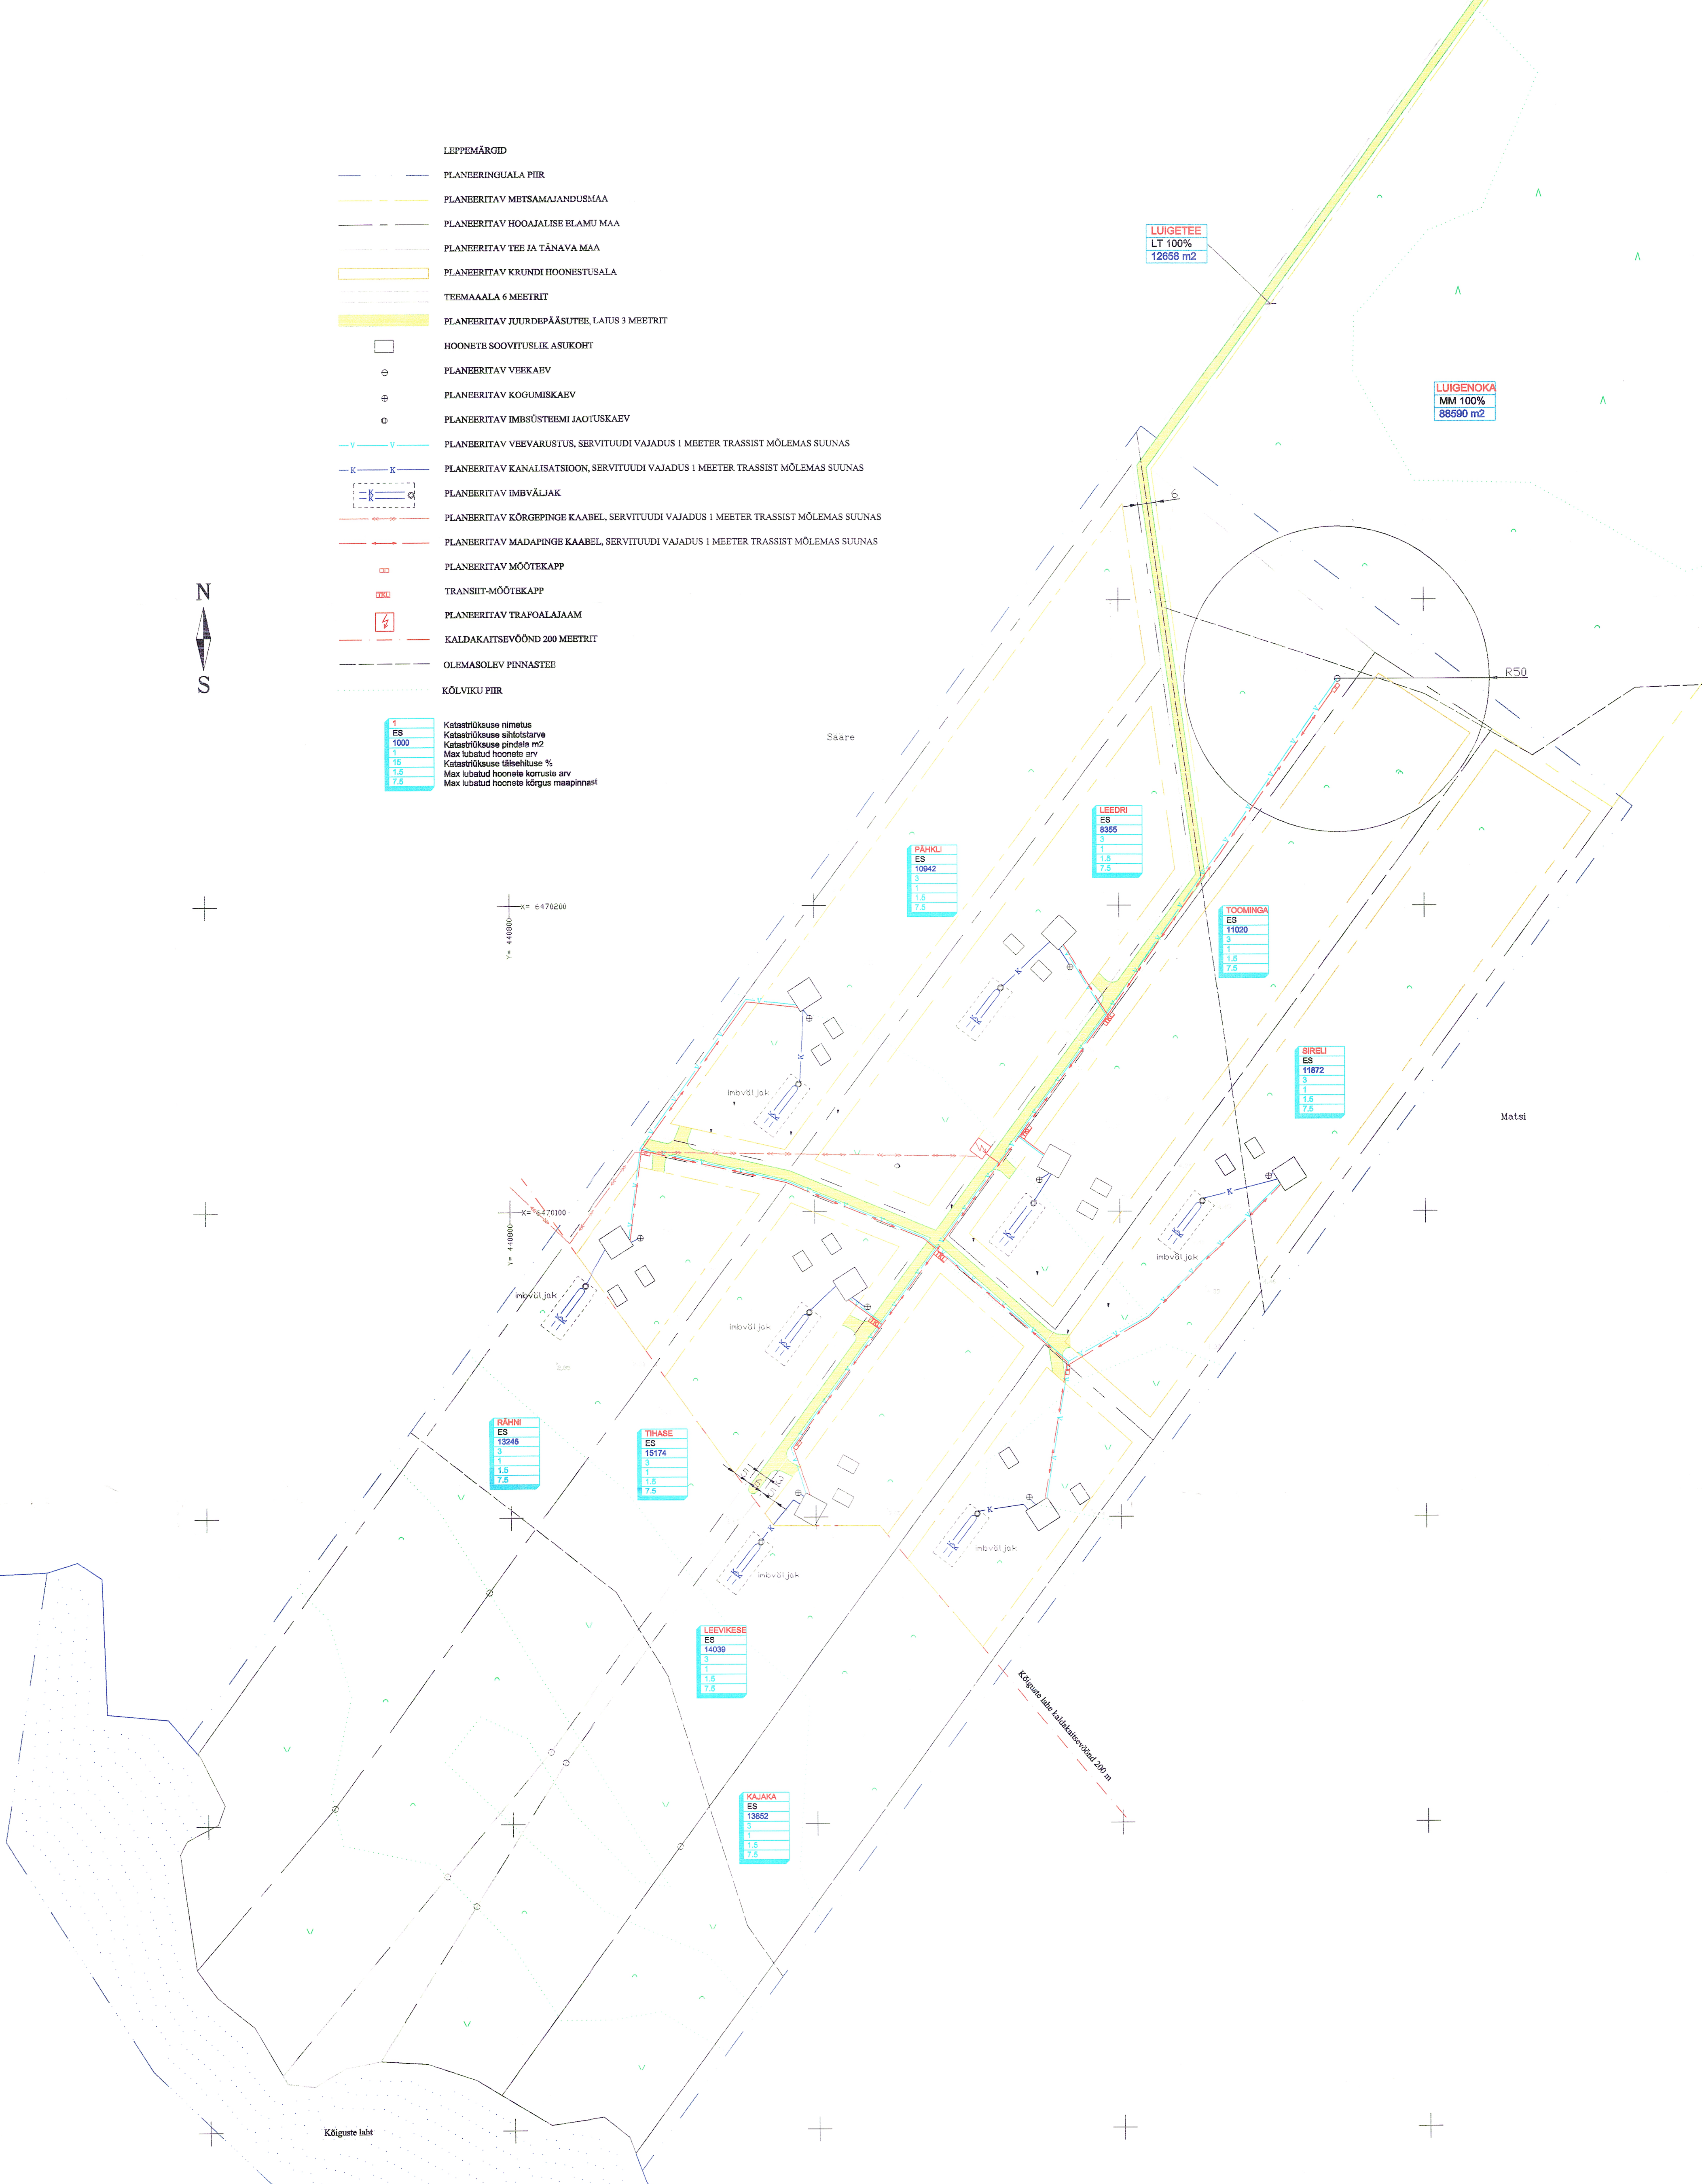 LEPPEMÄRGID
PLANEERINGUALA PIIR
PLANEERITAV METSAMAJANDUSMAA
PLANEERITAV HOOAJALISE ELAMU MAA
PLANEERITAV TEE JA TÄNAVA MAA
PLANEERITAV KRUNDI HOONESTUSALA
TEEMAAALA 6 MEETRIT
PLANEERITAV JUURDEPÄÄSUTEE, LAIUS 3 MEETRIT
HOONETE SOOVITUSLIK ASUKOHT
PLANEERITAV VEEKAEV
PLANEERITAV KOGUMISKAEV
PLANEERITAV IMBSÜSTEEMI JAOTUSKAEV
V V PLANEERITAV VEEVARUSTUS, SERVITUUDI VAJADUS 1 MEETER TRASSIST MÕLEMAS SUUNAS
K K PLANEERITAV KANALISATSIOON, SERVITUUDI VAJADUS 1 MEETER TRASSIST MÕLEMAS SUUNAS
K K PLANEERITAV IMBVÄLJAK
PLANEERITAV KÕRGEPINGE KAABEL, SERVITUUDI VAJADUS 1 MEETER TRASSIST MÕLEMAS SUUNAS
PLANEERITAV MADAPINGE KAABEL, SERVITUUDI VAJADUS 1 MEETER TRASSIST MÕLEMAS SUUNAS
PLANEERITAV MÕÕTEKAPP
TKL TRANSIIT-MÕÕTEKAPP
PLANEERITAV TRAFOALAJAAM
KALDAKAITSEVÖÖND 200 MEETRIT
OLEMASOLEV PINNASTEE
KÕLVIKU PIIR
1 Katastriüksuse nimetus
ES Katastriüksuse sihtotstarve
1000 Katastriüksuse pindala m2
1 Max lubatud hoonete arv
15 Katastriüksuse täisehituse %
1.5 Max lubatud hoonete korruste arv
7.5 Max lubatud hoonete kõrgus maapinnast
N
S
LUIGETEE
LT 100%
12658 m2
LUIGENOKA
MM 100%
88590 m2
6
R50
Sääre
LEEDRI
ES
8355
3
1
1.5
7.5
PÄHKLI
ES
10942
3
1
1.5
7.5
TOOMINGA
ES
11020
3
1
1.5
7.5
X= 6470200
Y= 440800
SIRELI
ES
11872
3
1
1.5
7.5
Matsi
imbväljak
X= 6470100
Y= 440800
imbväljak
imbväljak
imbväljak
RÄHNI
ES
13245
3
1
1.5
7.5
TIHASE
ES
15174
3
1
1.5
7.5
imbväljak
imbväljak
LEEVIKESE
ES
14039
3
1
1.5
7.5
Kõiguste lahe kaldakaitsevöönd 200 m
KAJAKA
ES
13852
3
1
1.5
7.5
Kõiguste laht